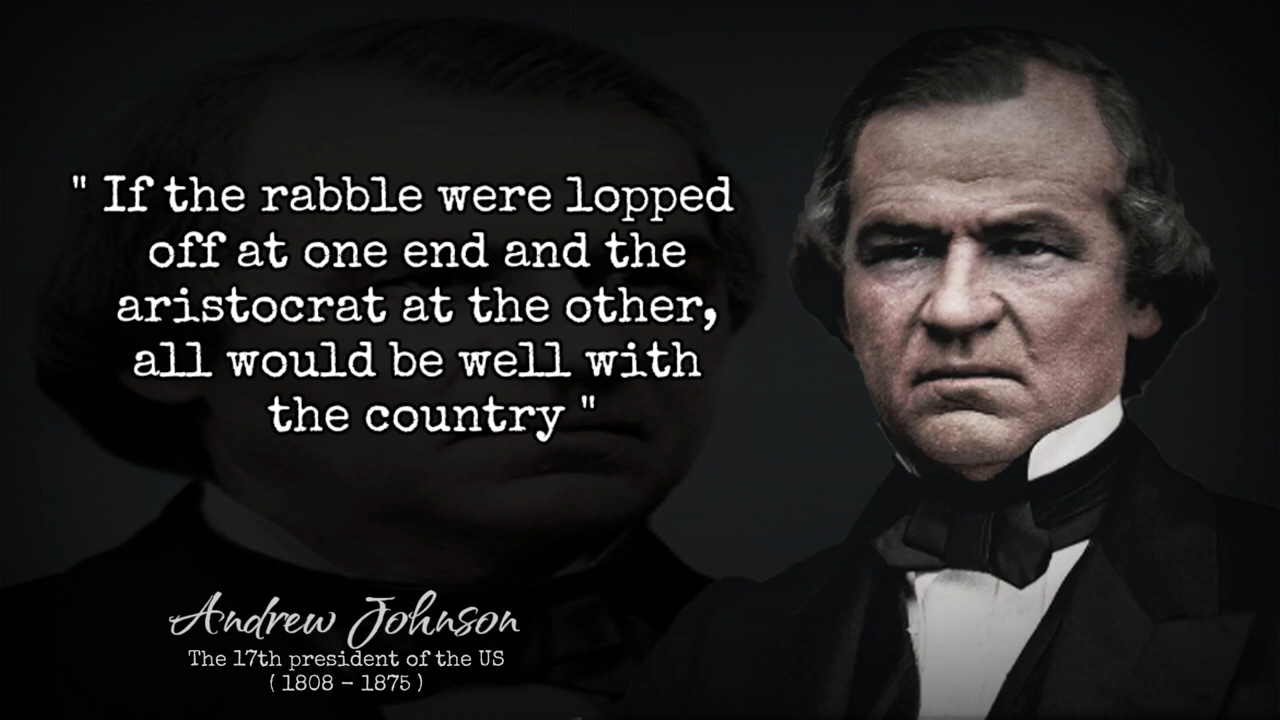 " If the rabble were lopped
off at one end and the
aristocrat at the other,
all would be well with
the country "
Andrew Johnson
The 17th president of the US
( 1808 - 1875 )